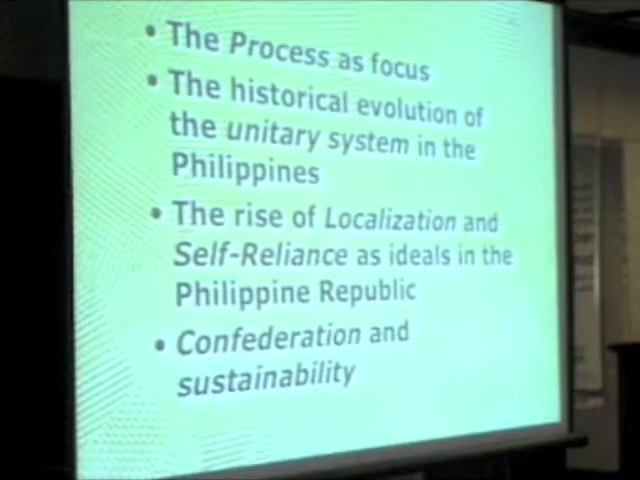 • The Process as focus
• The historical evolution of
the unitary system in the
Philippines
• The rise of Localization and
Self-Reliance as ideals in the
Philippine Republic
• Confederation and
sustainability